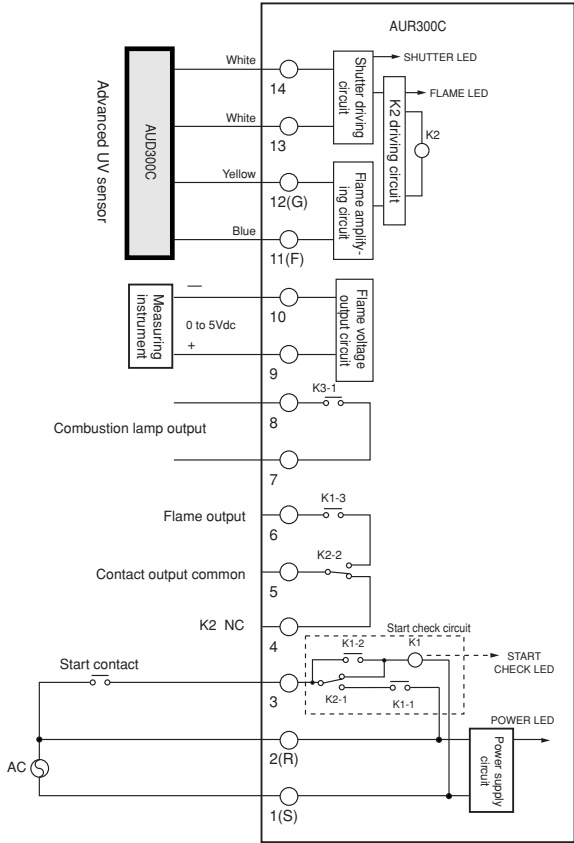 AUR300C
White
14
White
13
Yellow
12(G)
Blue
11(F)
Advanced UV sensor
AUD300C
Shutter driving
circuit
SHUTTER LED
FLAME LED
K2 driving circuit
K2
Flame amplify-
ing circuit
Measuring
instrument
—
10
0 to 5Vdc
+
9
Flame voltage
output circuit
K3-1
8
Combustion lamp output
7
K1-3
Flame output
6
K2-2
Contact output common
5
K2 NC
4
Start check circuit
K1-2
K1
START
CHECK LED
Start contact
3
K2-1
K1-1
POWER LED
2(R)
Power supply
circuit
AC
1(S)